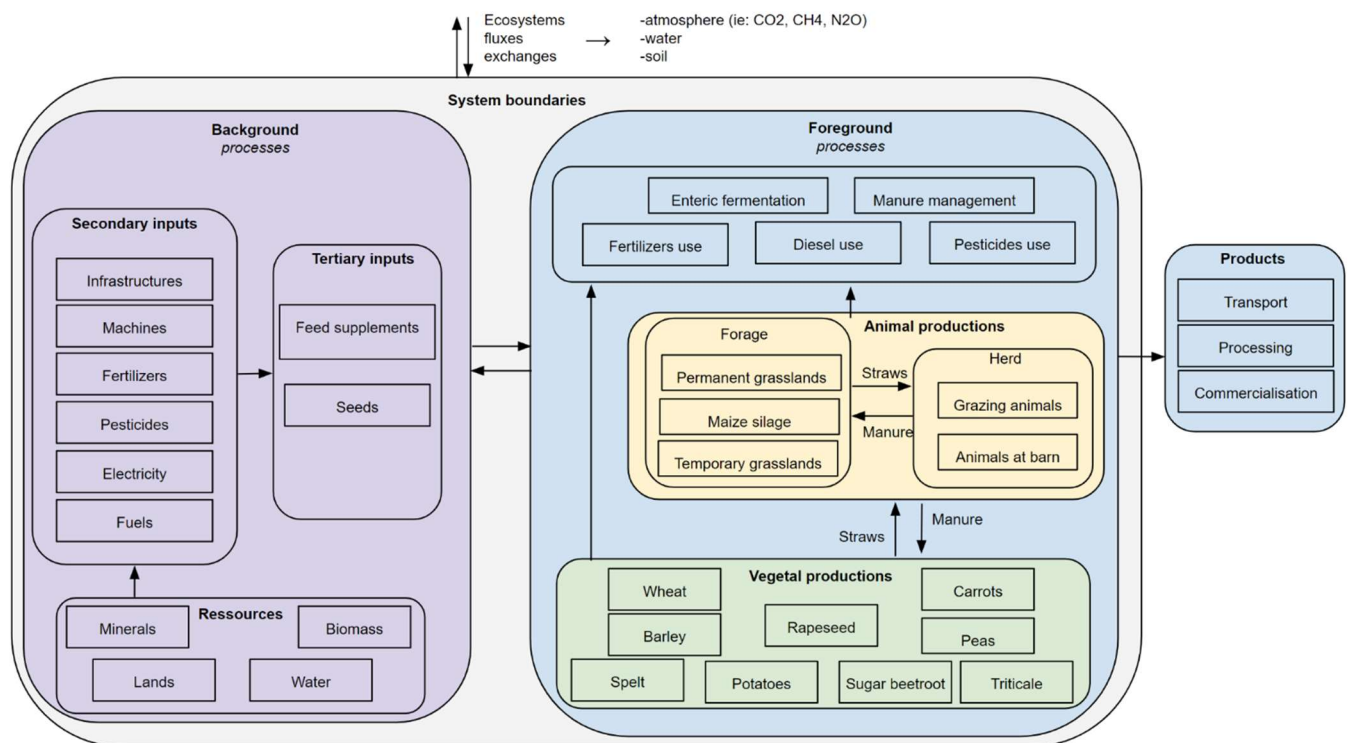 Ecosystems
fluxes
exchanges
→
-atmosphere (ie: CO2, CH4, N2O)
-water
-soil
System boundaries
Background
processes
Secondary inputs
Infrastructures
Machines
Fertilizers
Pesticides
Electricity
Fuels
Tertiary inputs
Feed supplements
Seeds
Ressources
Minerals
Biomass
Lands
Water
Foreground
processes
Enteric fermentation
Manure management
Fertilizers use
Diesel use
Pesticides use
Animal productions
Forage
Permanent grasslands
Maize silage
Temporary grasslands
Straws
Manure
Herd
Grazing animals
Animals at barn
Straws
Manure
Vegetal productions
Wheat
Carrots
Barley
Rapeseed
Peas
Spelt
Potatoes
Sugar beetroot
Triticale
Products
Transport
Processing
Commercialisation